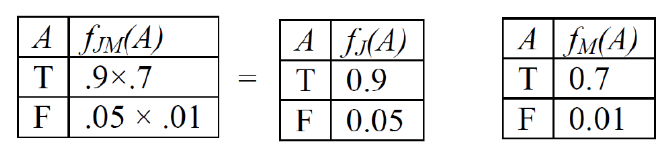 A f_JM(A)
T .9×.7
F .05 × .01
=
A f_J(A)
T 0.9
F 0.05
A f_M(A)
T 0.7
F 0.01